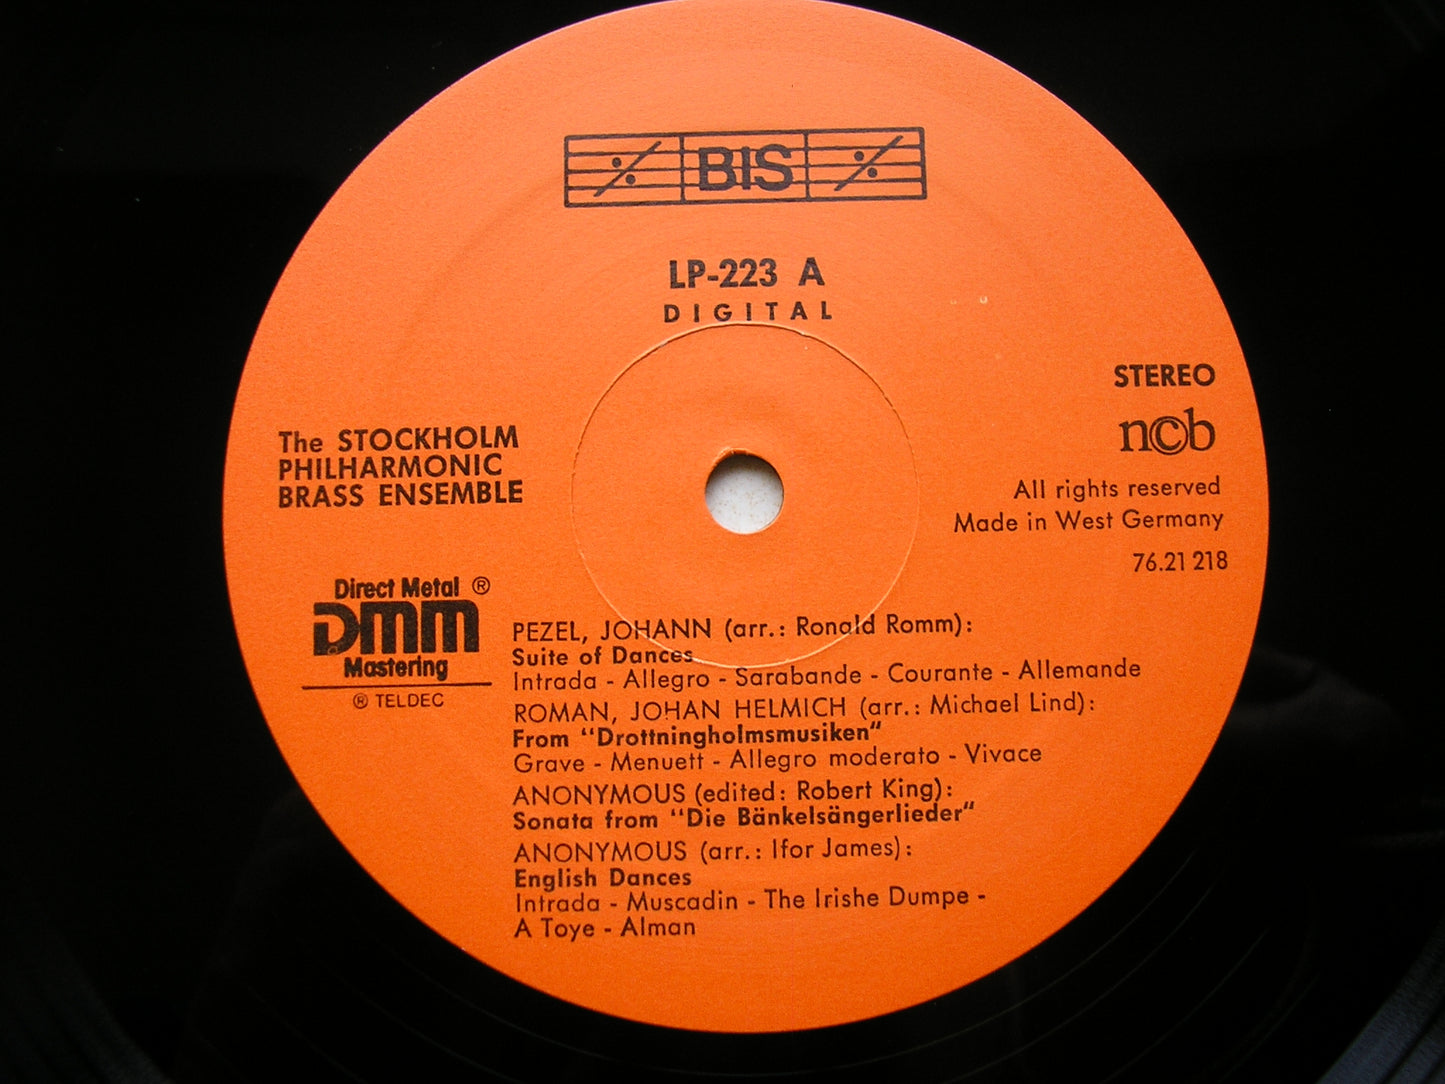 BIS
LP-223 A
DIGITAL
STEREO
ncb
All rights reserved
Made in West Germany
76.21 218
The STOCKHOLM
PHILHARMONIC
BRASS ENSEMBLE
Direct Metal ®
DMM
Mastering
® TELDEC
PEZEL, JOHANN (arr.: Ronald Romm):
Suite of Dances
Intrada - Allegro - Sarabande - Courante - Allemande
ROMAN, JOHAN HELMICH (arr.: Michael Lind):
From "Drottningholmsmusiken"
Grave - Menuett - Allegro moderato - Vivace
ANONYMOUS (edited: Robert King):
Sonata from "Die Bänkelsängerlieder"
ANONYMOUS (arr.: Ifor James):
English Dances
Intrada - Muscadin - The Irishe Dumpe -
A Toye - Alman